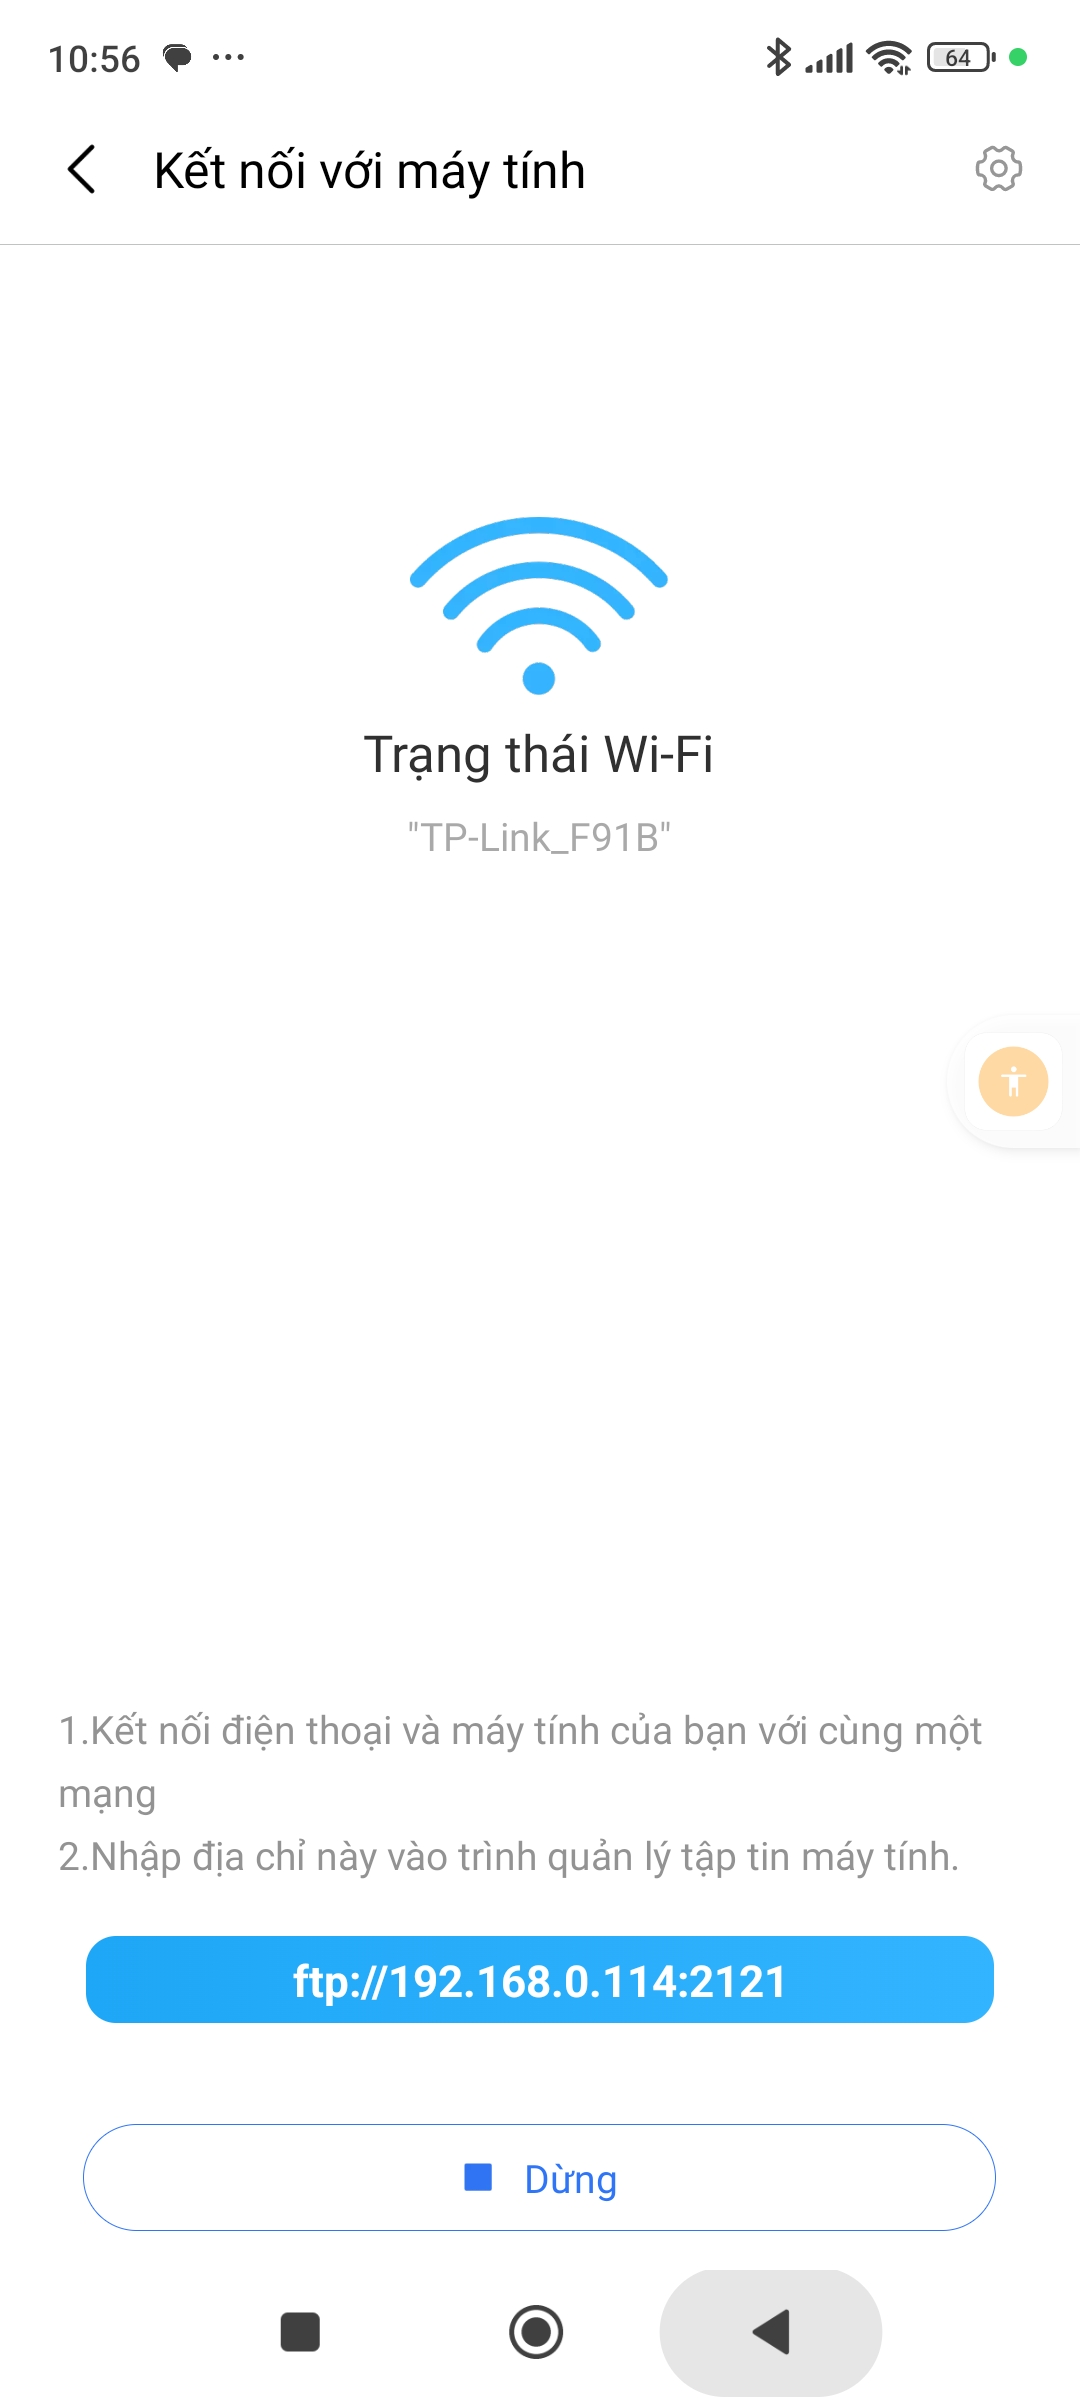 10:56
64
Kết nối với máy tính
Trạng thái Wi-Fi
"TP-Link_F91B"
1.Kết nối điện thoại và máy tính của bạn với cùng một
mạng
2.Nhập địa chỉ này vào trình quản lý tập tin máy tính.
ftp://192.168.0.114:2121
Dừng